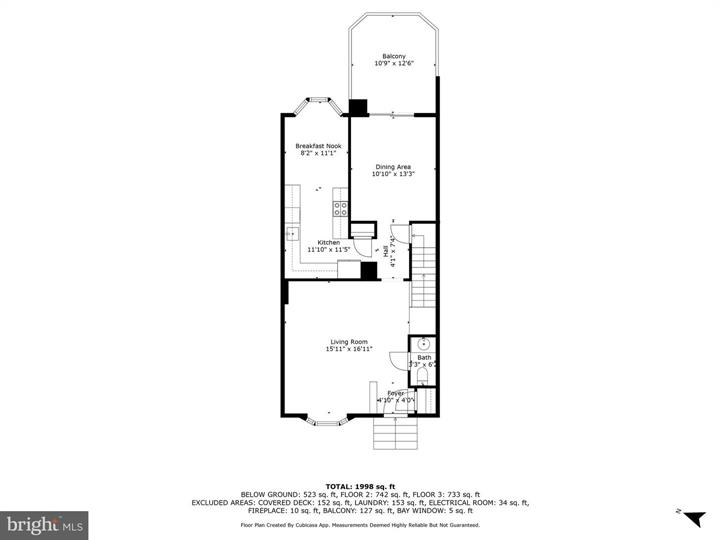 Balcony
10'9" x 12'6"
Breakfast Nook
8'2" x 11'1"
Dining Area
10'10" x 13'3"
Kitchen
11'10" x 11'5"
Hall
4'1" x 7'4"
Living Room
15'11" x 16'11"
Bath
3'3" x 6'
Foyer
4'10" x 4'0"
TOTAL: 1998 sq. ft
BELOW GROUND: 523 sq. ft, FLOOR 2: 742 sq. ft, FLOOR 3: 733 sq. ft
EXCLUDED AREAS: COVERED DECK: 152 sq. ft, LAUNDRY: 153 sq. ft, ELECTRICAL ROOM: 34 sq. ft,
FIREPLACE: 10 sq. ft, BALCONY: 127 sq. ft, BAY WINDOW: 5 sq. ft
Floor Plan Created By Cubicasa App. Measurements Deemed Highly Reliable But Not Guaranteed.
bright MLS
N